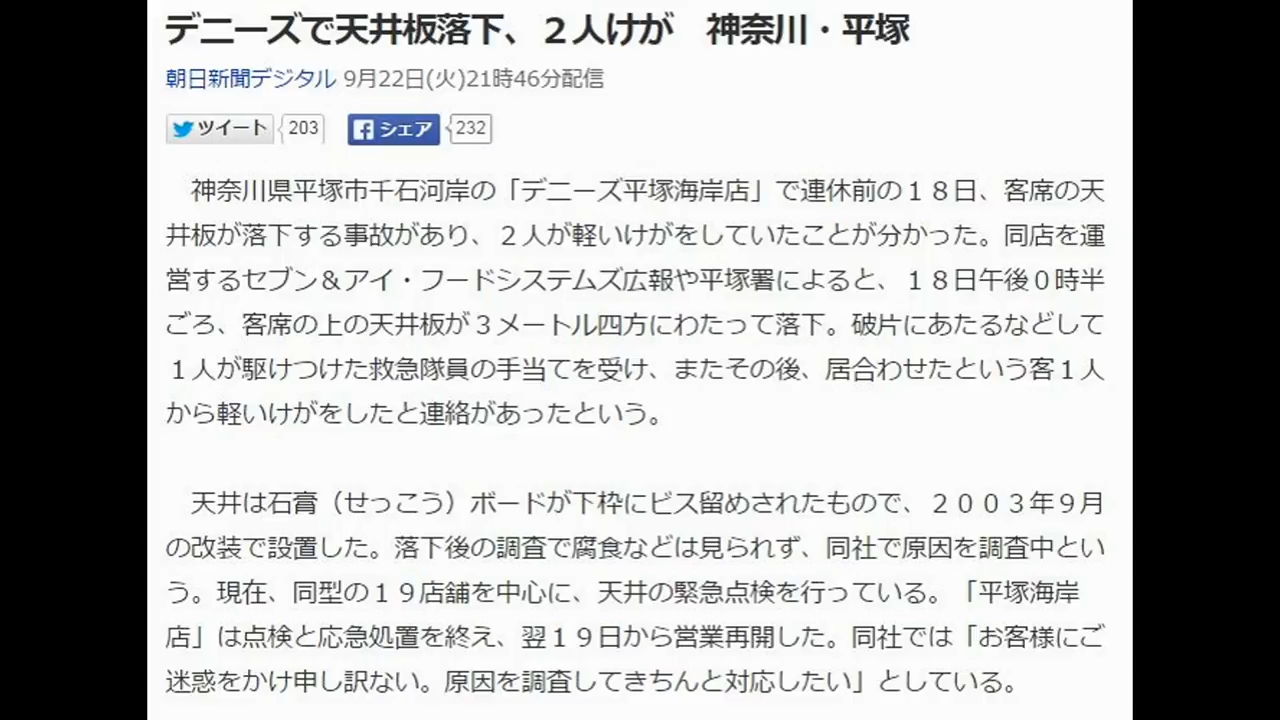 デニーズで天井板落下、２人けが　神奈川・平塚
朝日新聞デジタル 9月22日(火)21時46分配信
ツイート 203 シェア 232
　神奈川県平塚市千石河岸の「デニーズ平塚海岸店」で連休前の１８日、客席の天
井板が落下する事故があり、２人が軽いけがをしていたことが分かった。同店を運
営するセブン＆アイ・フードシステムズ広報や平塚署によると、１８日午後０時半
ごろ、客席の上の天井板が３メートル四方にわたって落下。破片にあたるなどして
１人が駆けつけた救急隊員の手当てを受け、またその後、居合わせたという客１人
から軽いけがをしたと連絡があったという。
　天井は石膏（せっこう）ボードが下枠にビス留めされたもので、２００３年９月
の改装で設置した。落下後の調査で腐食などは見られず、同社で原因を調査中とい
う。現在、同型の１９店舗を中心に、天井の緊急点検を行っている。「平塚海岸
店」は点検と応急処置を終え、翌１９日から営業再開した。同社では「お客様にご
迷惑をかけ申し訳ない。原因を調査してきちんと対応したい」としている。